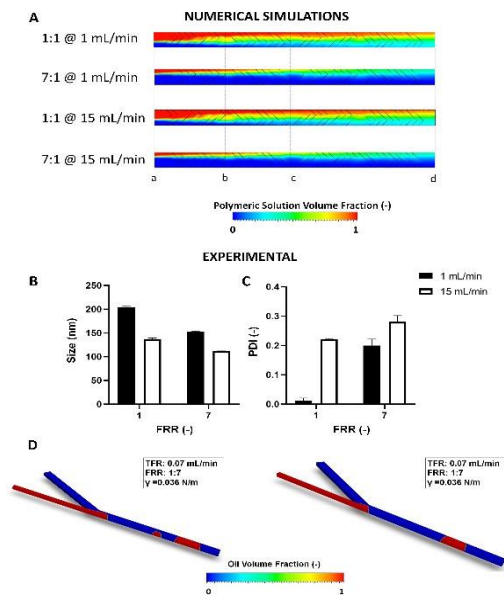 NUMERICAL SIMULATIONS
A
1:1 @ 1 mL/min
7:1 @ 1 mL/min
1:1 @ 15 mL/min
7:1 @ 15 mL/min
a b c d
Polymeric Solution Volume Fraction (-)
0 1
EXPERIMENTAL
1 mL/min
15 mL/min
B
Size (nm)
250
200
150
100
50
0
1 7
FRR (-)
C
PDI (-)
0.4
0.3
0.2
0.1
0.0
1 7
FRR (-)
D
TFR: 0.07 mL/min
FRR: 1:7
γ =0.036 N/m
TFR: 0.07 mL/min
FRR: 1:7
γ =0.036 N/m
Oil Volume Fraction (-)
0 1